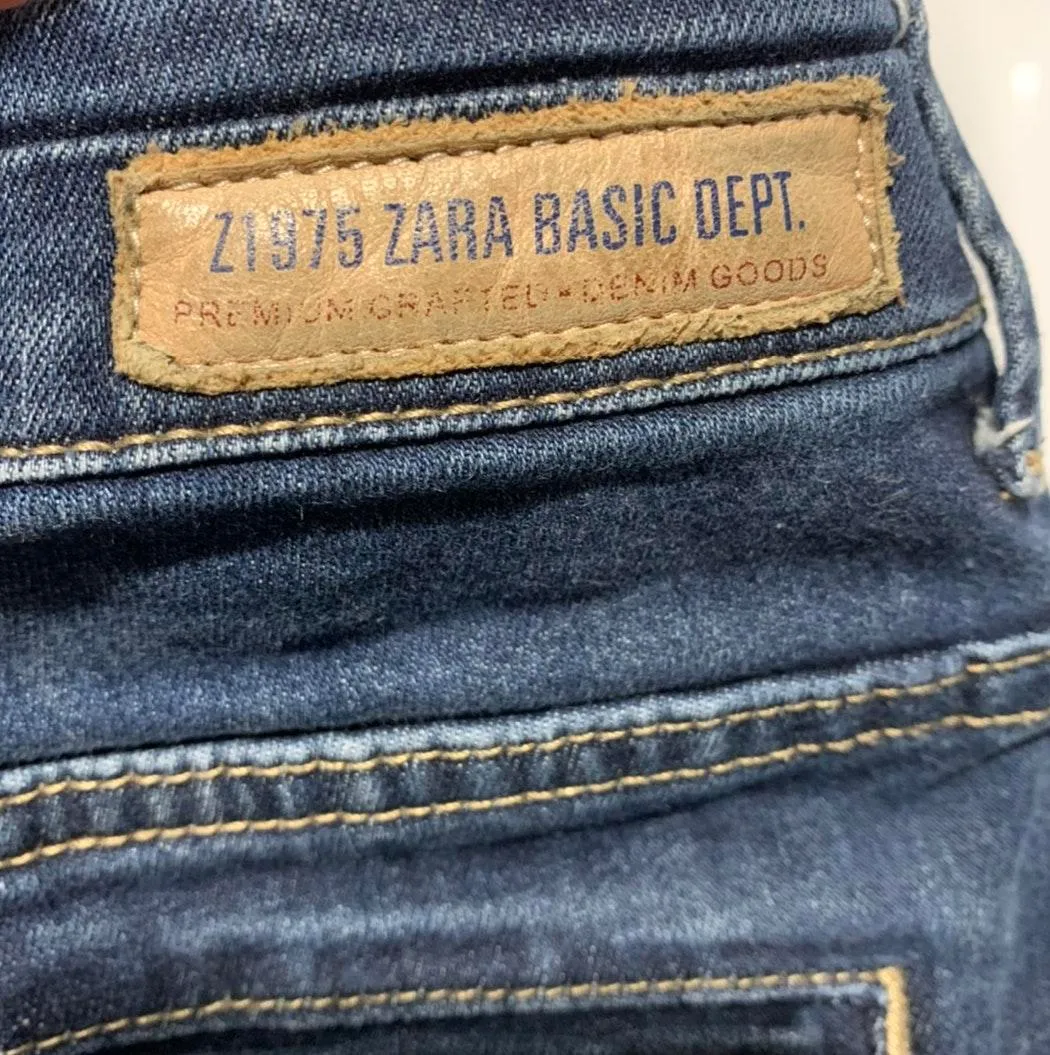 Z1975 ZARA BASIC DEPT.
PREMIUM CRAFTED * DENIM GOODS